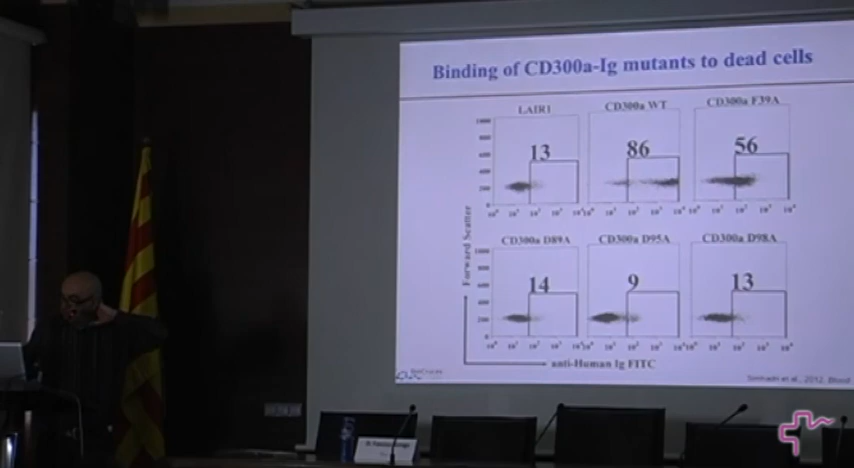 Binding of CD300a-Ig mutants to dead cells
LAIR1
CD300a WT
CD300a F39A
13
86
56
CD300a D89A
CD300a D95A
CD300a D98A
14
9
13
Forward Scatter
anti-Human Ig FITC
et al., 2012, Blood